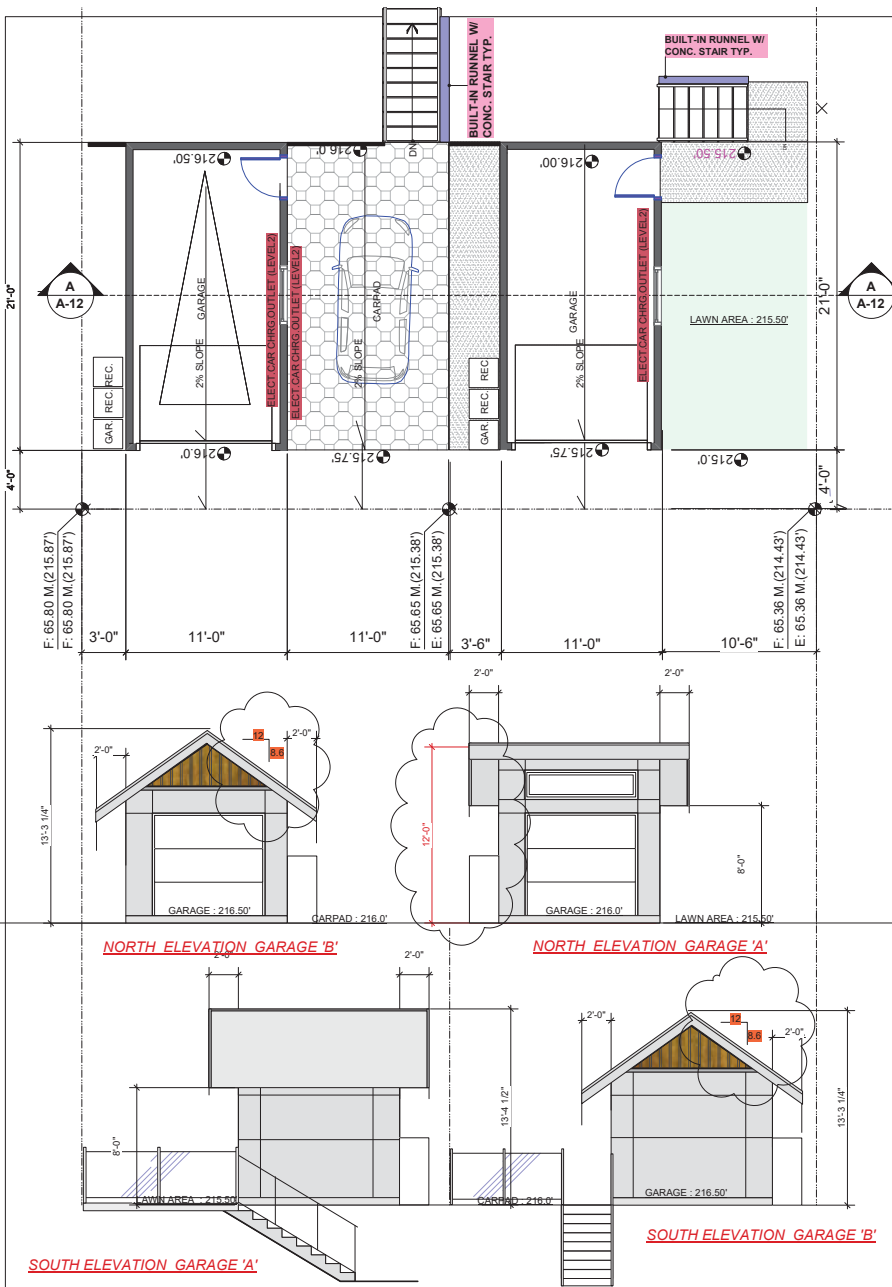 BUILT-IN RUNNEL W/
CONC. STAIR TYP.
BUILT-IN RUNNEL W/
CONC. STAIR TYP.
DN
216.50'
216.0'
216.00'
215.50'
21'-0"
A
A-12
GARAGE
2% SLOPE
ELECT.CAR CHRG.OUTLET (LEVEL2)
ELECT.CAR CHRG.OUTLET (LEVEL2)
CARPAD
2% SLOPE
GARAGE
2% SLOPE
ELECT.CAR CHRG.OUTLET (LEVEL2)
LAWN AREA : 215.50'
21'-0"
A
A-12
GAR.
REC.
REC.
GAR.
REC.
REC.
216.0'
215.75'
215.75'
215.0'
4'-0"
4'-0"
F: 65.80 M.(215.87')
F: 65.80 M.(215.87')
F: 65.65 M.(215.38')
E: 65.65 M.(215.38')
F: 65.36 M.(214.43')
E: 65.36 M.(214.43')
3'-0"
11'-0"
11'-0"
3'-6"
11'-0"
10'-6"
2'-0"
2'-0"
12
8.6
2'-0"
2'-0"
13'-3 1/4"
12'-0"
8'-0"
GARAGE : 216.50'
CARPAD : 216.0'
GARAGE : 216.0'
LAWN AREA : 215.50'
NORTH ELEVATION GARAGE 'B'
NORTH ELEVATION GARAGE 'A'
2'-0"
2'-0"
2'-0"
12
8.6
2'-0"
13'-4 1/2"
13'-3 1/4"
8'-0"
LAWN AREA : 215.50'
CARPAD : 216.0'
GARAGE : 216.50'
SOUTH ELEVATION GARAGE 'A'
SOUTH ELEVATION GARAGE 'B'